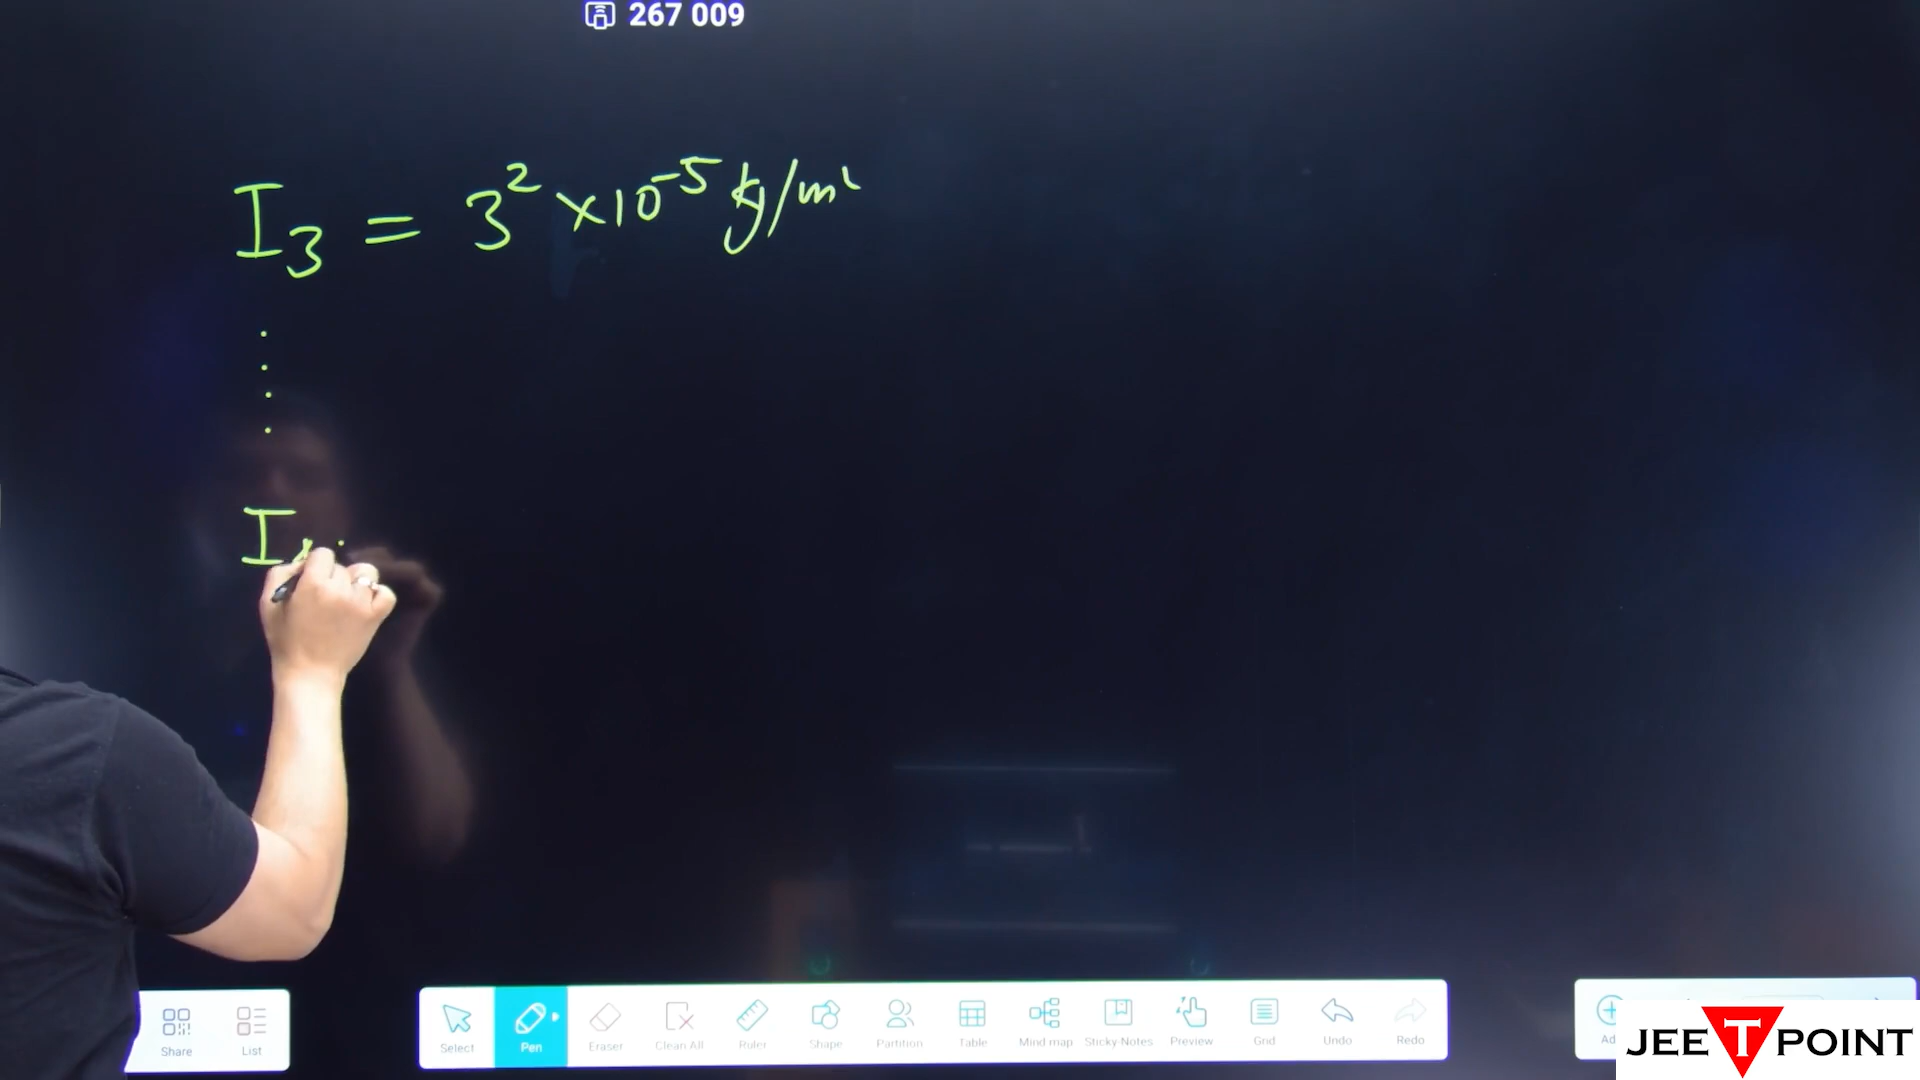 267 009
I₃ = 3² ×10⁻⁵ kg/m²
I
Share List Select Pen Eraser Clean All Ruler Shape Partition Table Mind map Sticky Notes Preview Grid Undo Redo
JEE T POINT